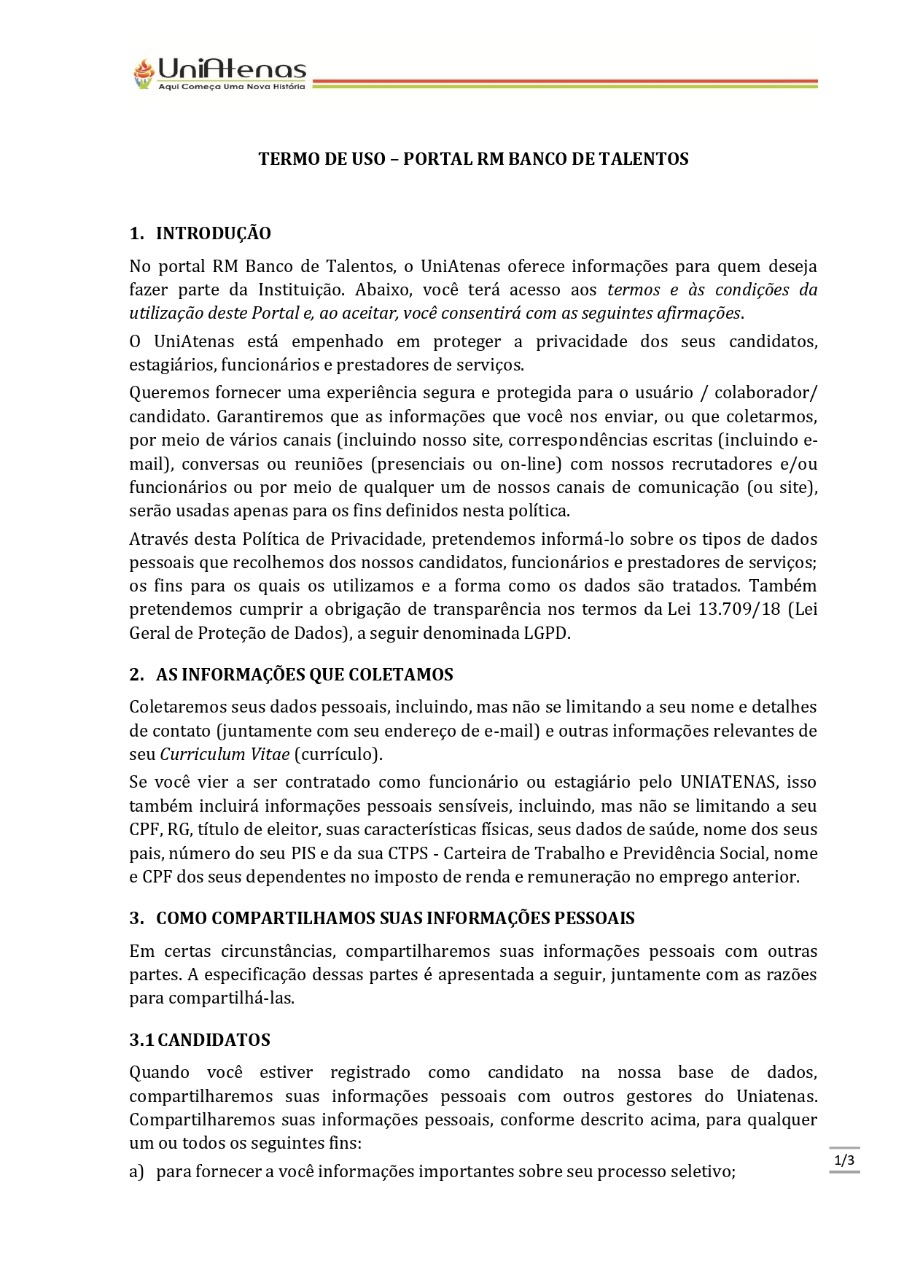 UniAtenas
Aqui Começa Uma Nova História
TERMO DE USO – PORTAL RM BANCO DE TALENTOS
1. INTRODUÇÃO
No portal RM Banco de Talentos, o UniAtenas oferece informações para quem deseja
fazer parte da Instituição. Abaixo, você terá acesso aos termos e às condições da
utilização deste Portal e, ao aceitar, você consentirá com as seguintes afirmações.
O UniAtenas está empenhado em proteger a privacidade dos seus candidatos,
estagiários, funcionários e prestadores de serviços.
Queremos fornecer uma experiência segura e protegida para o usuário / colaborador/
candidato. Garantiremos que as informações que você nos enviar, ou que coletarmos,
por meio de vários canais (incluindo nosso site, correspondências escritas (incluindo e-
mail), conversas ou reuniões (presenciais ou on-line) com nossos recrutadores e/ou
funcionários ou por meio de qualquer um de nossos canais de comunicação (ou site),
serão usadas apenas para os fins definidos nesta política.
Através desta Política de Privacidade, pretendemos informá-lo sobre os tipos de dados
pessoais que recolhemos dos nossos candidatos, funcionários e prestadores de serviços;
os fins para os quais os utilizamos e a forma como os dados são tratados. Também
pretendemos cumprir a obrigação de transparência nos termos da Lei 13.709/18 (Lei
Geral de Proteção de Dados), a seguir denominada LGPD.
2. AS INFORMAÇÕES QUE COLETAMOS
Coletaremos seus dados pessoais, incluindo, mas não se limitando a seu nome e detalhes
de contato (juntamente com seu endereço de e-mail) e outras informações relevantes de
seu Curriculum Vitae (currículo).
Se você vier a ser contratado como funcionário ou estagiário pelo UNIATENAS, isso
também incluirá informações pessoais sensíveis, incluindo, mas não se limitando a seu
CPF, RG, título de eleitor, suas características físicas, seus dados de saúde, nome dos seus
pais, número do seu PIS e da sua CTPS - Carteira de Trabalho e Previdência Social, nome
e CPF dos seus dependentes no imposto de renda e remuneração no emprego anterior.
3. COMO COMPARTILHAMOS SUAS INFORMAÇÕES PESSOAIS
Em certas circunstâncias, compartilharemos suas informações pessoais com outras
partes. A especificação dessas partes é apresentada a seguir, juntamente com as razões
para compartilhá-las.
3.1 CANDIDATOS
Quando você estiver registrado como candidato na nossa base de dados,
compartilharemos suas informações pessoais com outros gestores do Uniatenas.
Compartilharemos suas informações pessoais, conforme descrito acima, para qualquer
um ou todos os seguintes fins:
a) para fornecer a você informações importantes sobre seu processo seletivo;
1/3